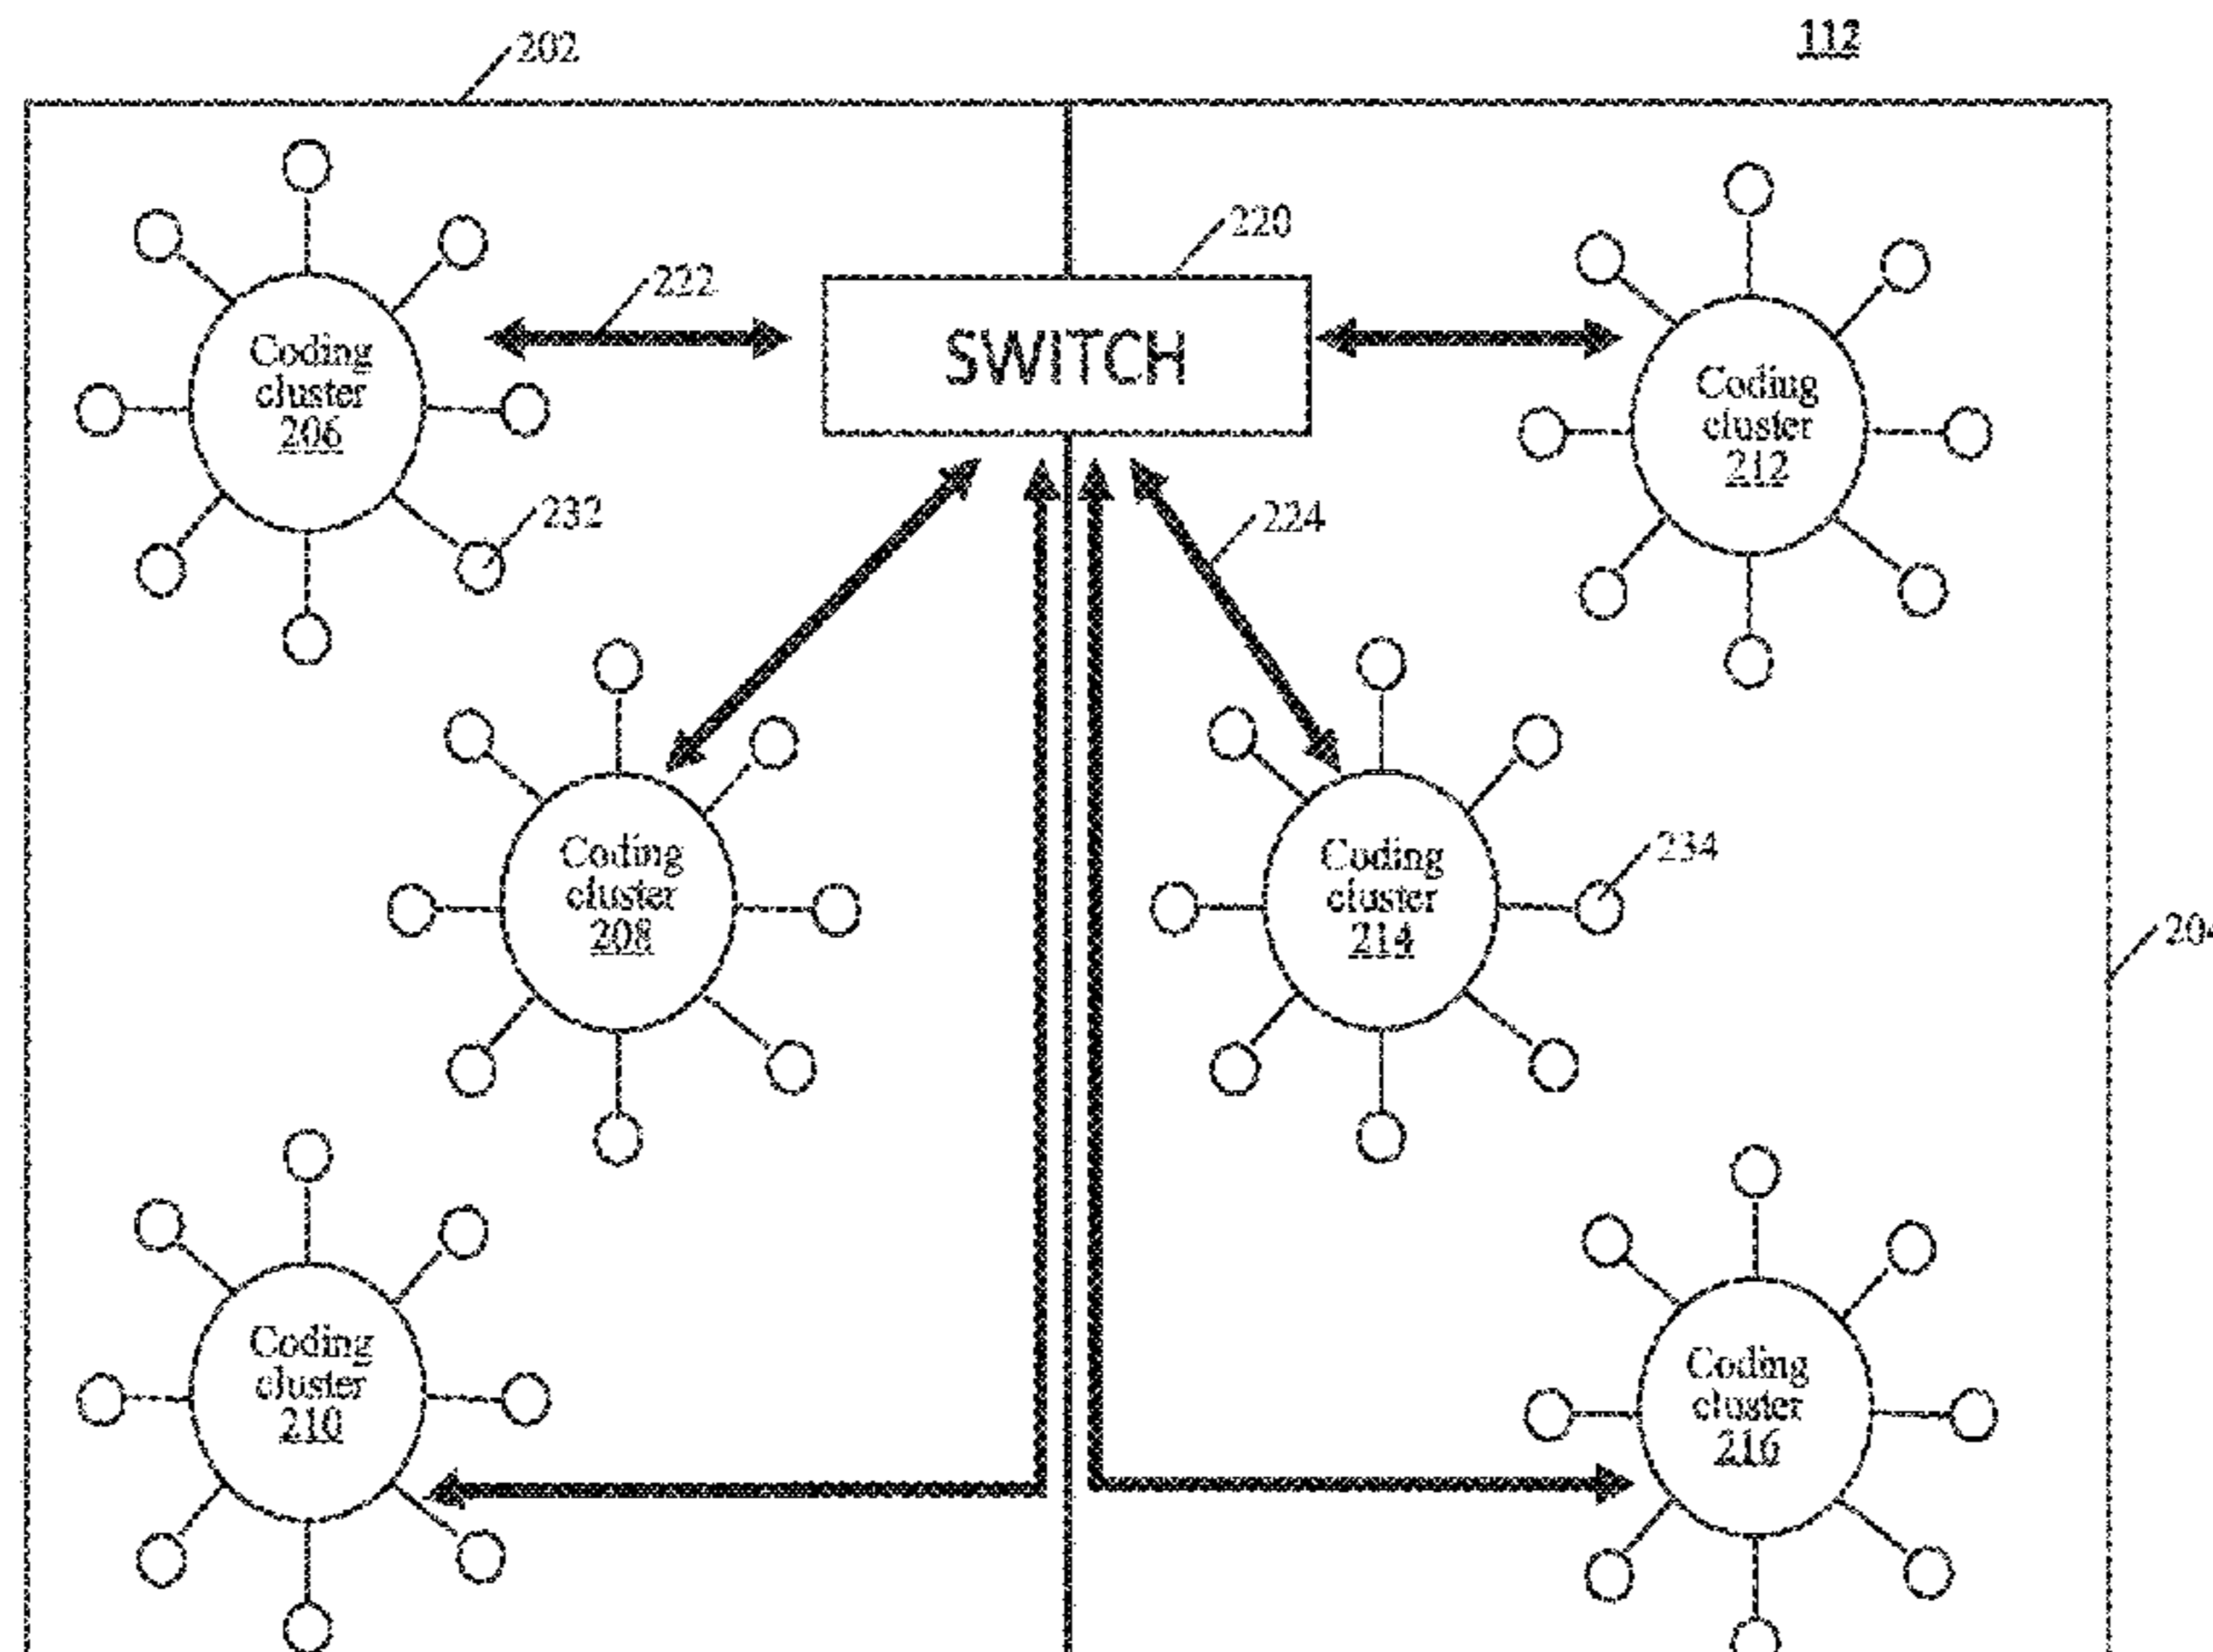 202
112
220
222
SWITCH
Coding
cluster
206
Coding
cluster
212
232
224
Coding
cluster
208
Coding
cluster
214
234
204
Coding
cluster
210
Coding
cluster
216